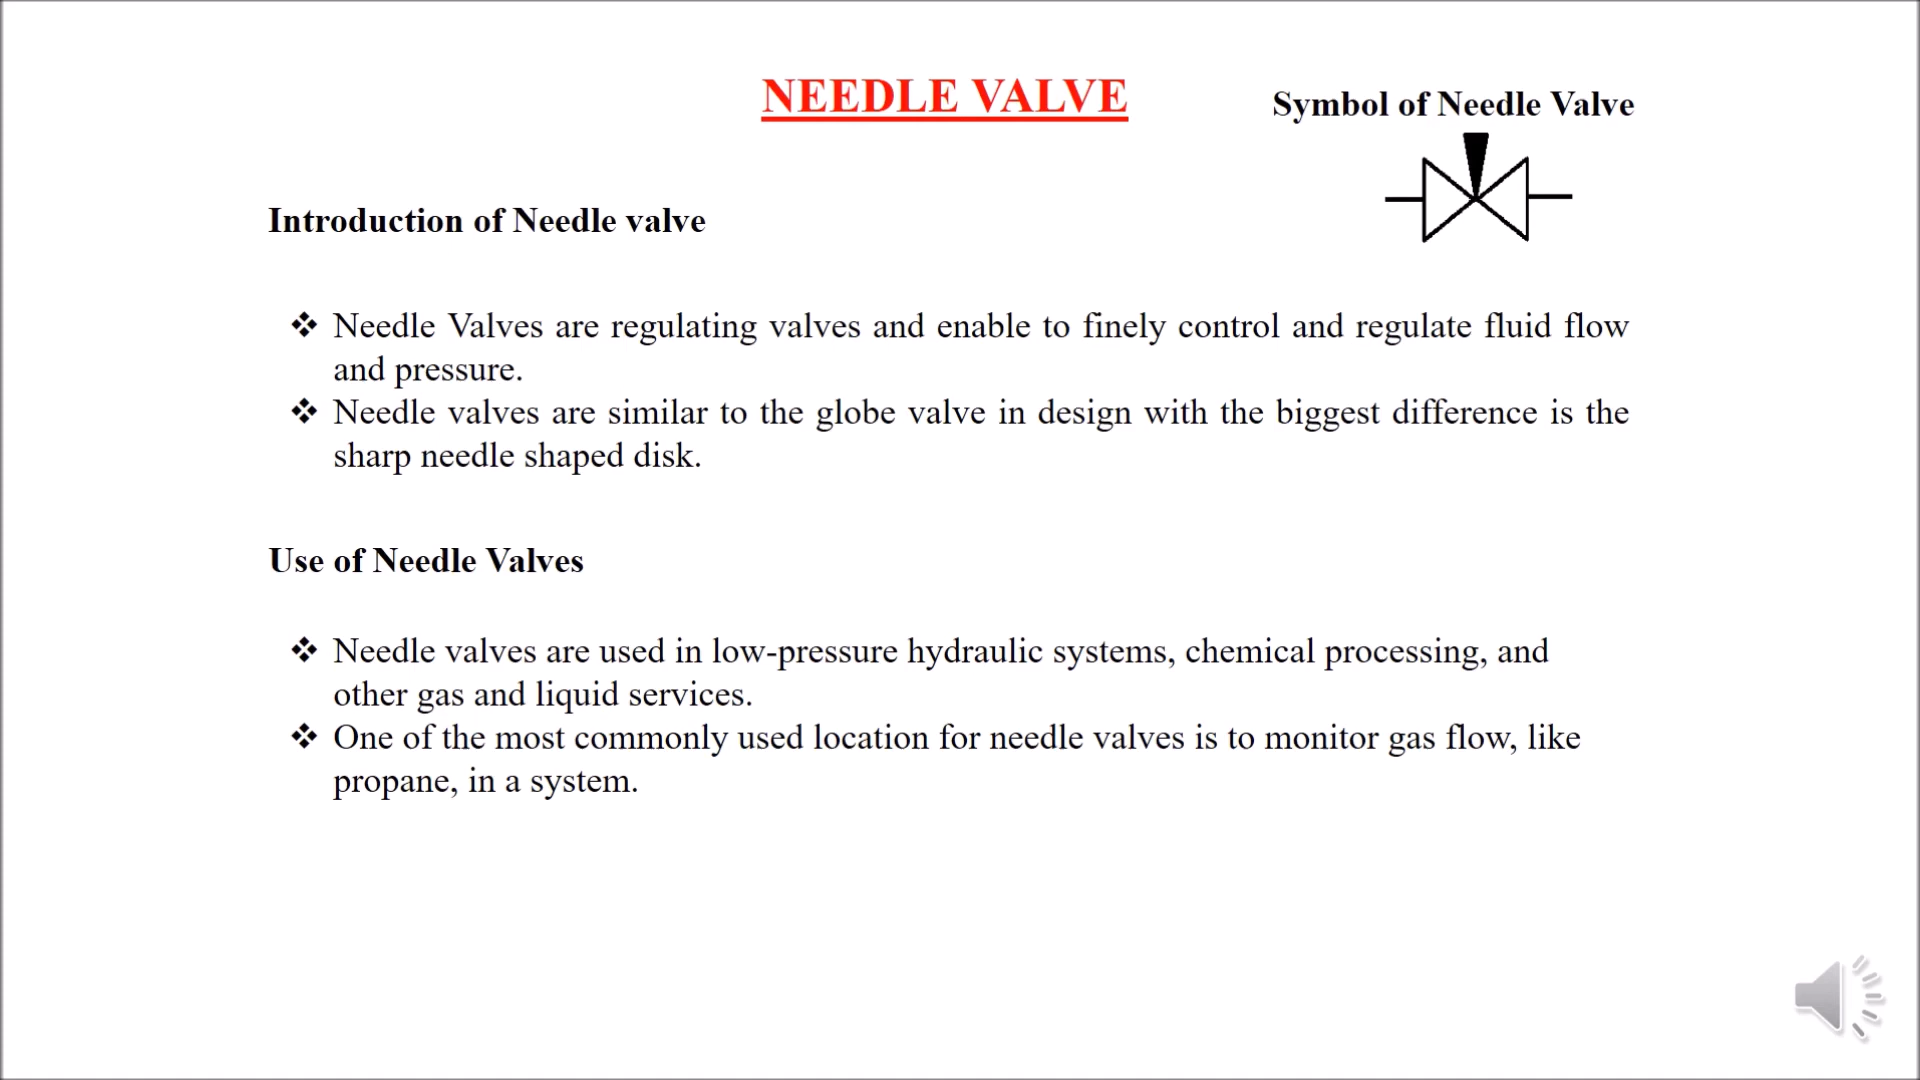 NEEDLE VALVE
Symbol of Needle Valve
Introduction of Needle valve
❖ Needle Valves are regulating valves and enable to finely control and regulate fluid flow
and pressure.
❖ Needle valves are similar to the globe valve in design with the biggest difference is the
sharp needle shaped disk.
Use of Needle Valves
❖ Needle valves are used in low-pressure hydraulic systems, chemical processing, and
other gas and liquid services.
❖ One of the most commonly used location for needle valves is to monitor gas flow, like
propane, in a system.